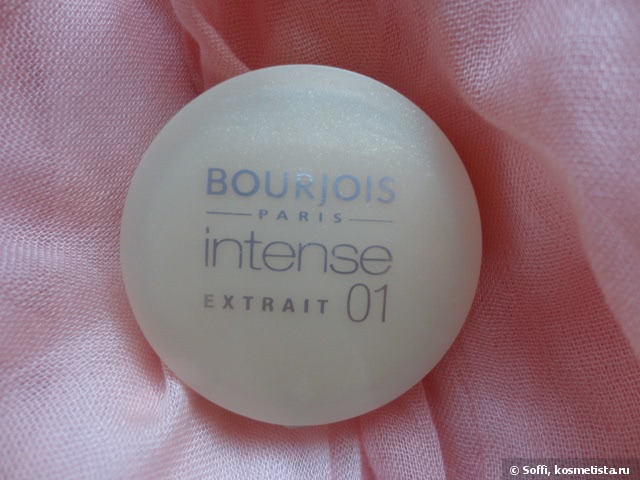 BOURJOIS
PARIS
intense
EXTRAIT 01
© Soffi, kosmetista.ru